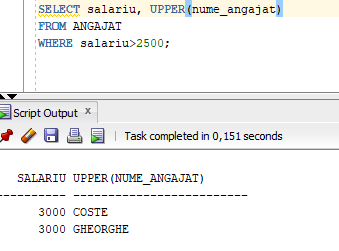 SELECT salariu, UPPER(nume_angajat)
FROM ANGAJAT
WHERE salariu>2500;
Script Output x
Task completed in 0,151 seconds
SALARIU UPPER(NUME_ANGAJAT)
---------- -------------------------
3000 COSTE
3000 GHEORGHE